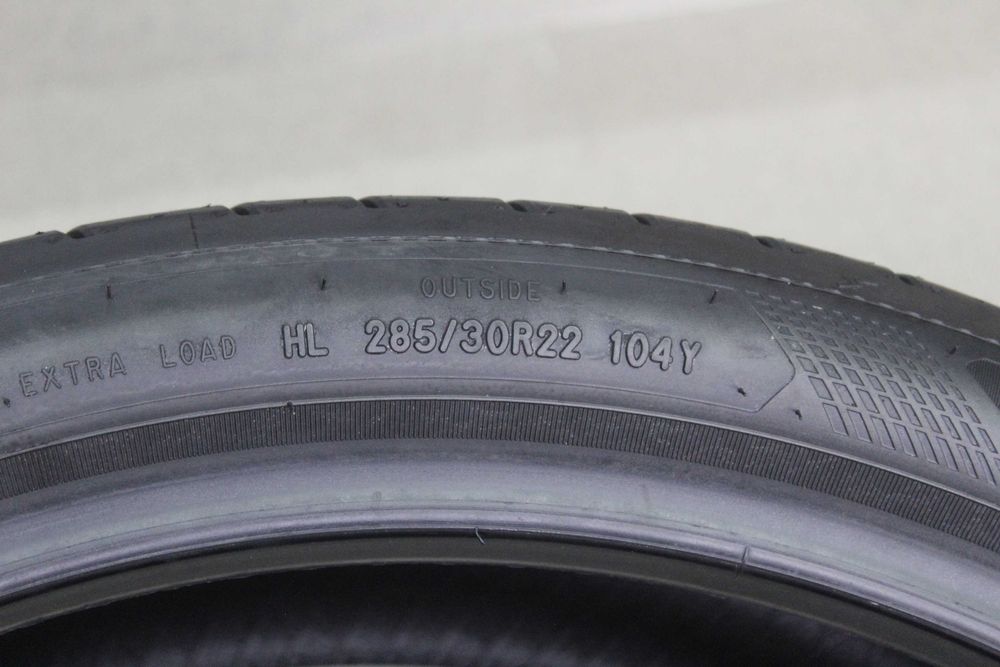 OUTSIDE
EXTRA LOAD HL 285/30R22 104Y